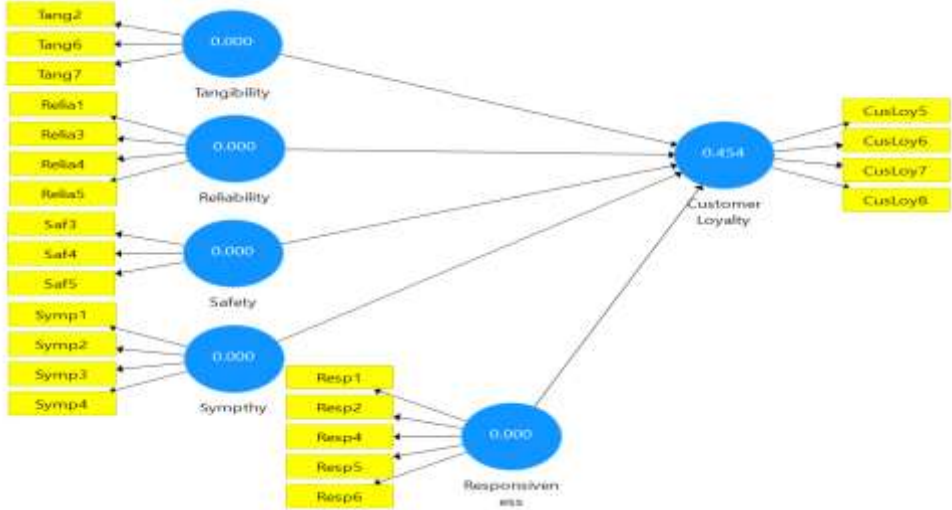 Tang2
Tang6
Tang7
0.000
Tangibility
Relia1
Relia3
Relia4
Relia5
0.000
Reliability
Saf3
Saf4
Saf5
0.000
Safety
Symp1
Symp2
Symp3
Symp4
0.000
Sympthy
Resp1
Resp2
Resp4
Resp5
Resp6
0.000
Responsiven
ess
0.454
Customer
Loyalty
CusLoy5
CusLoy6
CusLoy7
CusLoy8